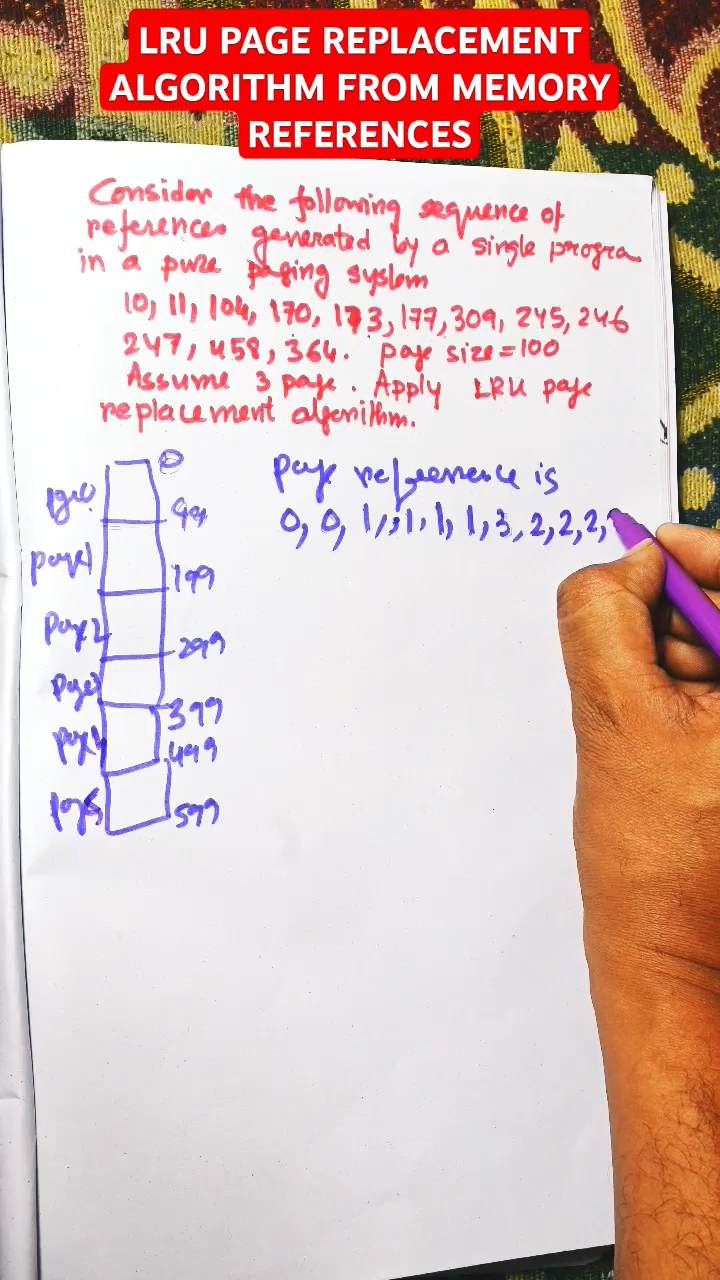 LRU PAGE REPLACEMENT
ALGORITHM FROM MEMORY
REFERENCES
Consider the following sequence of
references generated by a single progra
in a pure paging system
10, 11, 104, 170, 173, 177, 309, 245, 246
247, 458, 364. page size = 100
Assume 3 page. Apply LRU page
replacement algorithm.
0
page reference is
page0
99
0, 0, 1, 1, 1, 1, 3, 2, 2, 2,
page1
199
page2
299
page3
399
page4
499
page5
599